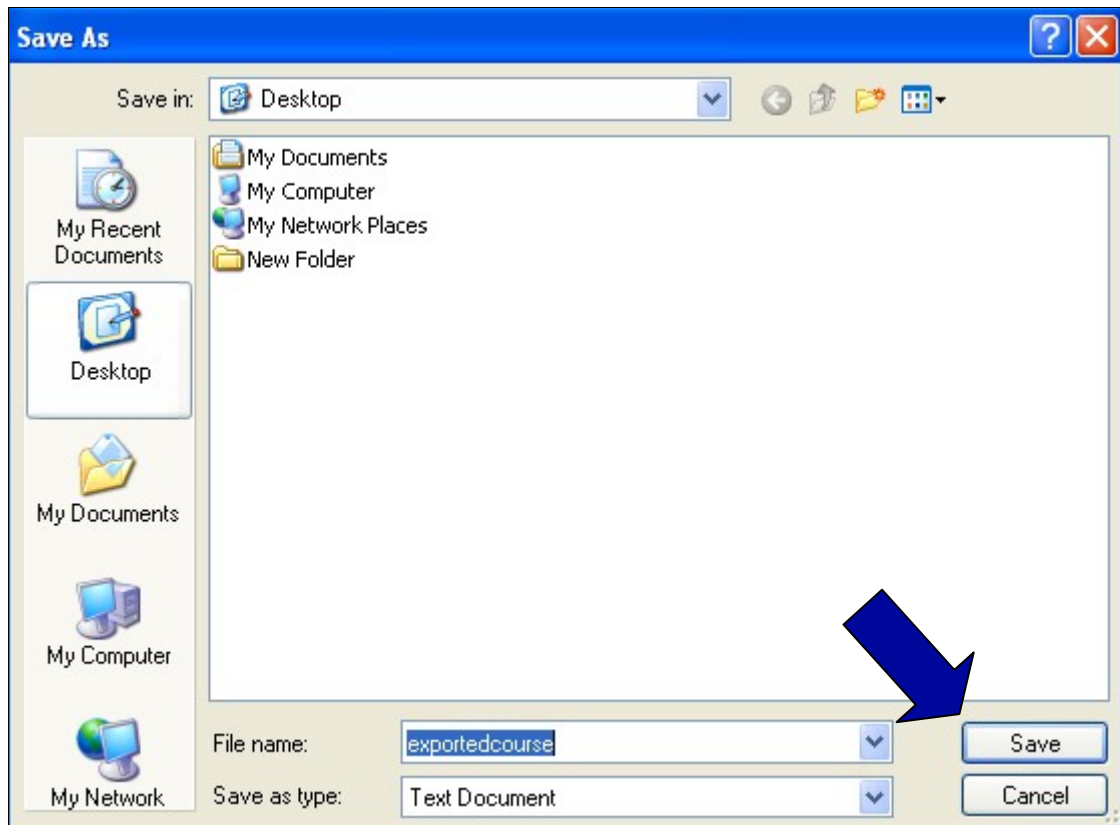 Save As
Save in:
Desktop
My Recent
Documents
Desktop
My Documents
My Computer
My Network
My Documents
My Computer
My Network Places
New Folder
File name:
exportedcourse
Save
Save as type:
Text Document
Cancel